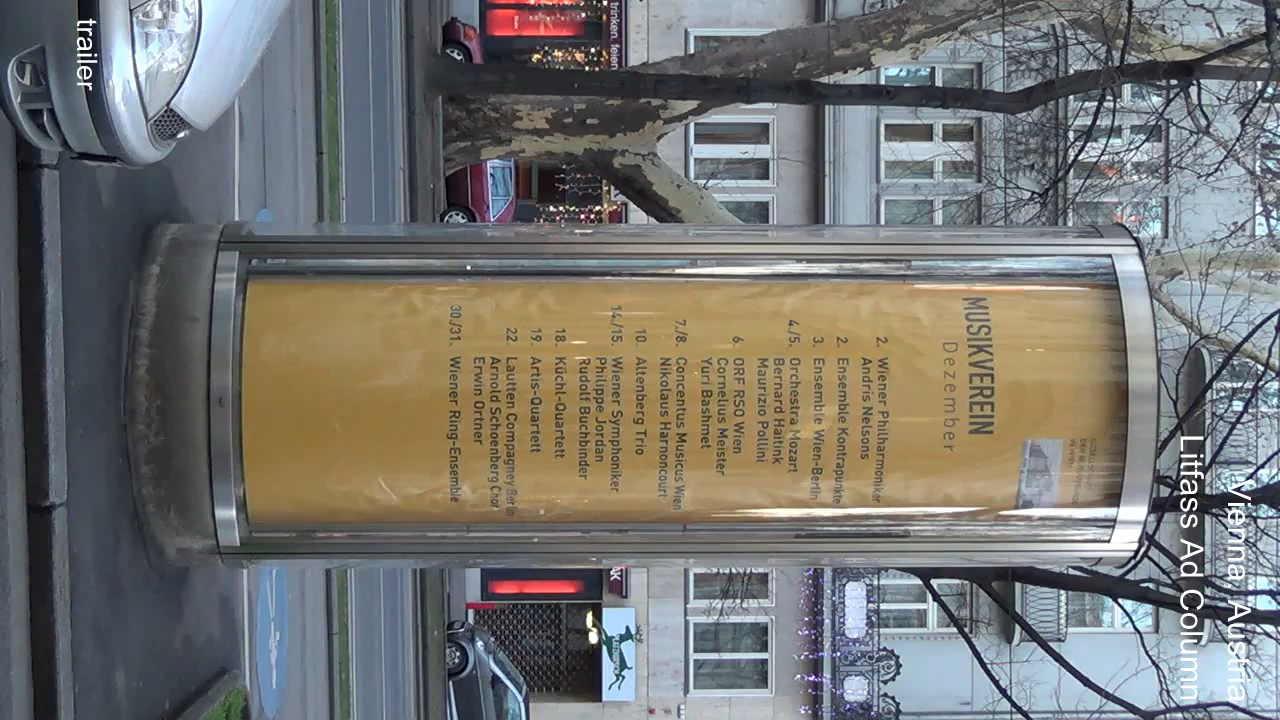 Vienna, Austria
Litfass Ad Column
trinken. feiern
MUSIKVEREIN
Dezember
2. Wiener Philharmoniker
Andris Nelsons
2. Ensemble Kontrapunkte
3. Ensemble Wien-Berlin
4./5. Orchestra Mozart
Bernard Haitink
Maurizio Pollini
6. ORF RSO Wien
Cornelius Meister
Yuri Bashmet
7./8. Concentus Musicus Wien
Nikolaus Harnoncourt
10. Altenberg Trio
14./15. Wiener Symphoniker
Philippe Jordan
Rudolf Buchbinder
18. Küchl-Quartett
19. Artis-Quartett
22. Lautten Compagney Berlin
Arnold Schoenberg Chor
Erwin Ortner
30./31. Wiener Ring-Ensemble
trailer